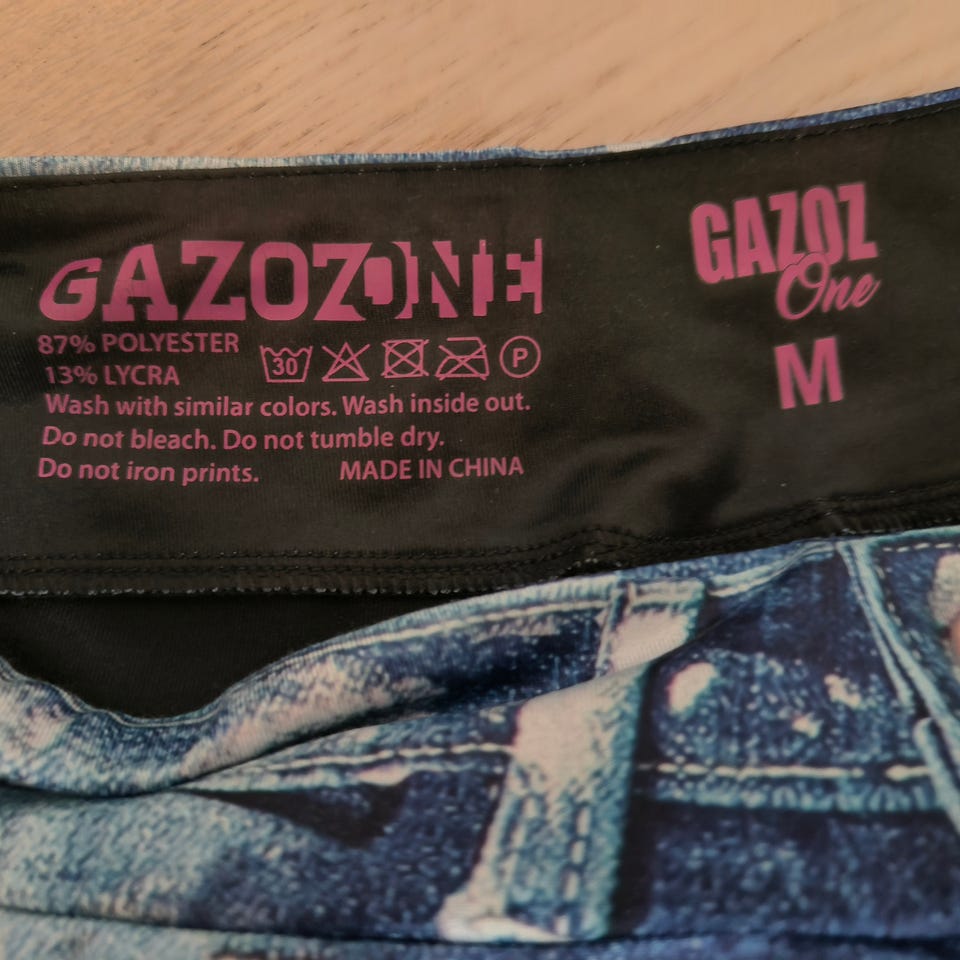 GAZOZONE
87% POLYESTER
13% LYCRA
30
P
Wash with similar colors. Wash inside out.
Do not bleach. Do not tumble dry.
Do not iron prints. MADE IN CHINA
GAZOZ
One
M